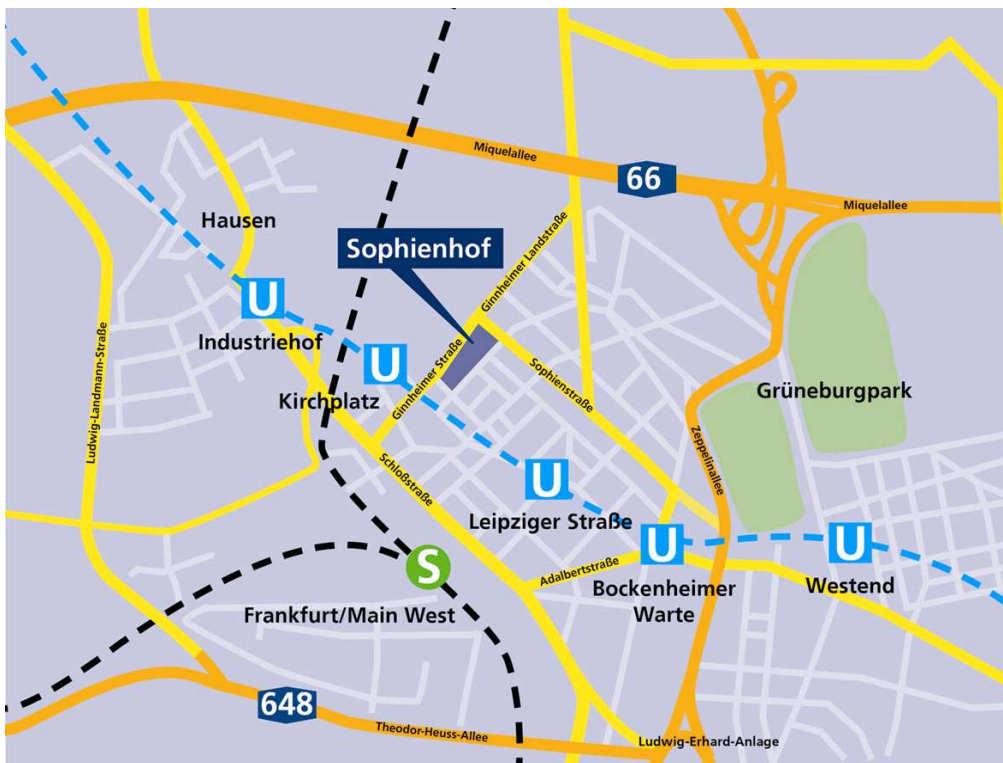 Miquelallee
66
Miquelallee
Hausen
Sophienhof
Ginnheimer Landstraße
U
Industriehof
U
Kirchplatz
Ginnheimer Straße
Sophienstraße
Grüneburgpark
Ludwig-Landmann-Straße
Zeppelinallee
Schloßstraße
U
Leipziger Straße
U
Bockenheimer
Warte
U
Westend
Adalbertstraße
S
Frankfurt/Main West
648
Theodor-Heuss-Allee
Ludwig-Erhard-Anlage